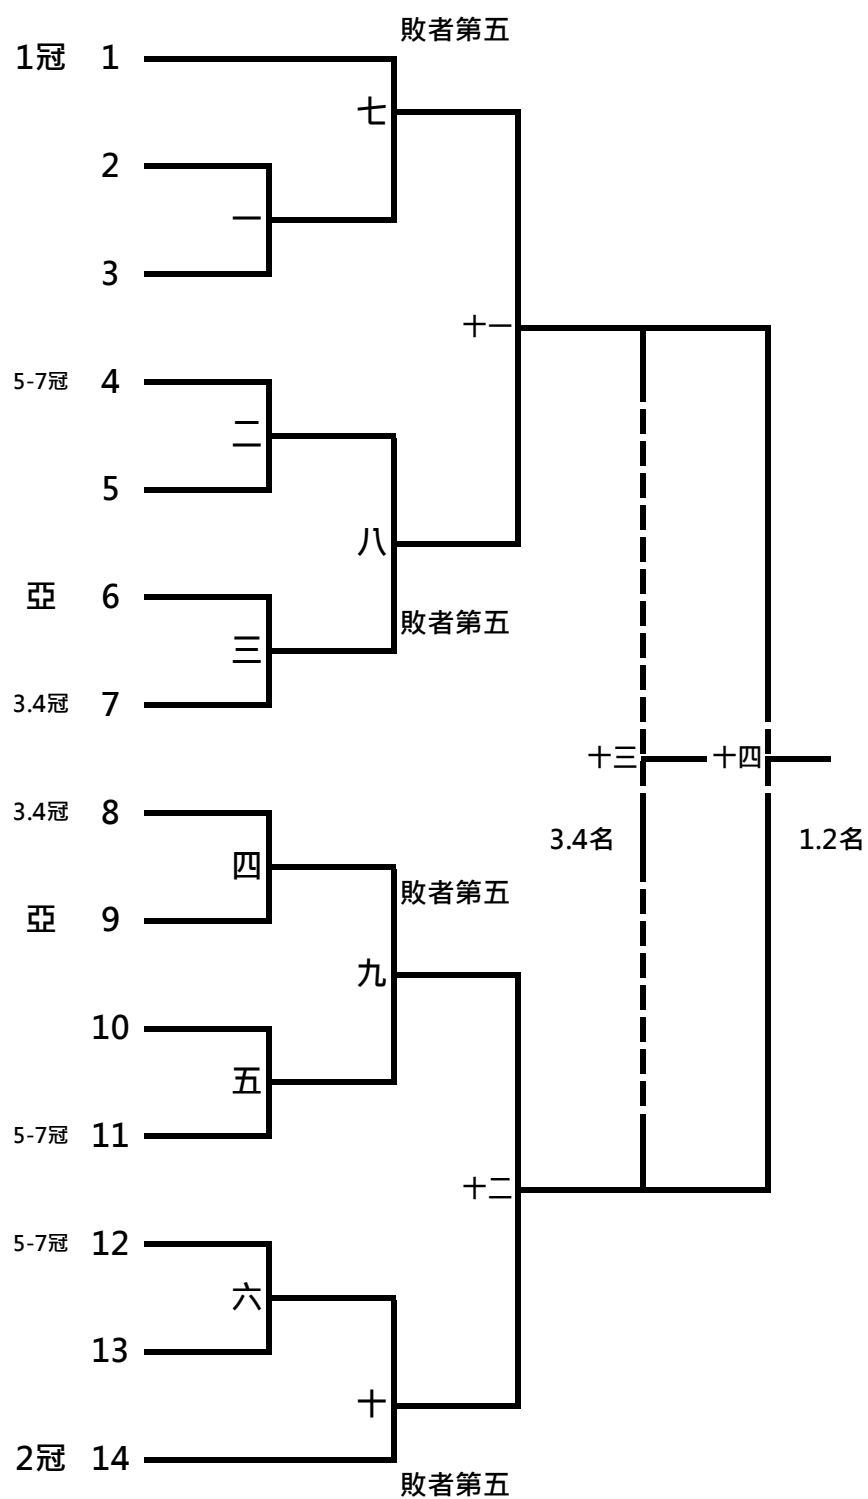 敗者第五
1冠 1
七
2
一
3
十一
5-7冠 4
二
5
八
亞 6
敗者第五
三
3.4冠 7
十三 十四
3.4冠 8
3.4名 1.2名
四
敗者第五
亞 9
九
10
五
5-7冠 11
十二
5-7冠 12
六
13
十
2冠 14
敗者第五